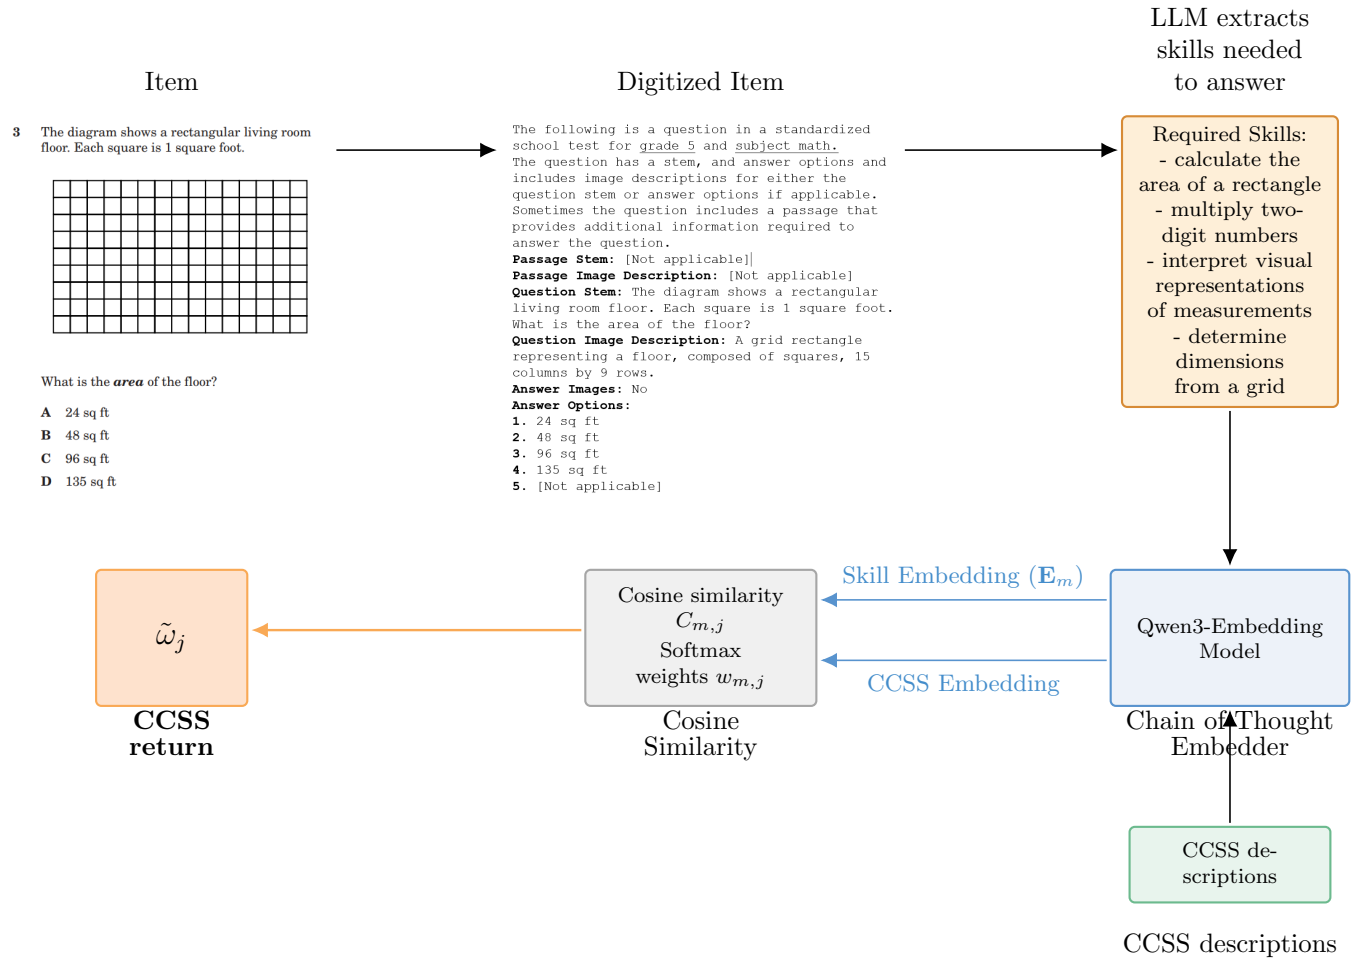 Item
3 The diagram shows a rectangular living room
floor. Each square is 1 square foot.
What is the area of the floor?
A 24 sq ft
B 48 sq ft
C 96 sq ft
D 135 sq ft
Digitized Item
The following is a question in a standardized
school test for grade 5 and subject math.
The question has a stem, and answer options and
includes image descriptions for either the
question stem or answer options if applicable.
Sometimes the question includes a passage that
provides additional information required to
answer the question.
Passage Stem: [Not applicable]
Passage Image Description: [Not applicable]
Question Stem: The diagram shows a rectangular
living room floor. Each square is 1 square foot.
What is the area of the floor?
Question Image Description: A grid rectangle
representing a floor, composed of squares, 15
columns by 9 rows.
Answer Images: No
Answer Options:
1. 24 sq ft
2. 48 sq ft
3. 96 sq ft
4. 135 sq ft
5. [Not applicable]
LLM extracts
skills needed
to answer
Required Skills:
- calculate the
area of a rectangle
- multiply two-
digit numbers
- interpret visual
representations
of measurements
- determine
dimensions
from a grid
Qwen3-Embedding
Model
Chain of Thought
Embedder
CCSS de-
scriptions
CCSS descriptions
Skill Embedding (E_m)
CCSS Embedding
Cosine similarity
C_{m,j}
Softmax
weights w_{m,j}
Cosine
Similarity
ω̃_j
CCSS
return